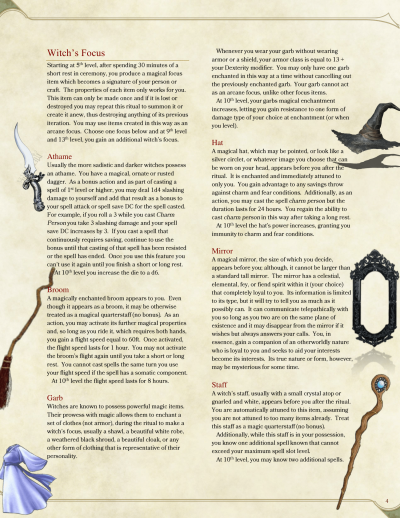 Witch's Focus
Starting at 5th level, after spending 30 minutes of a
short rest in ceremony, you produce a magical focus
item which becomes a signature of your person or
craft. The properties of each item only works for you.
This item can only be made once and if it is lost or
destroyed you may repeat this ritual to summon it or
create it anew, thus destroying anything of its previous
iteration. You may use items created in this way as an
arcane focus. Choose one focus below and at 9th level
and 13th level, you gain an additional witch's focus.
Athame
Usually the more sadistic and darker witches possess
an athame. You have a magical, ornate or rusted
dagger. As a bonus action and as part of casting a
spell of 1st level or higher, you may deal 1d4 slashing
damage to yourself and add that result as a bonus to
your spell attack or spell save DC for the spell casted.
For example, if you roll a 3 while you cast Charm
Person you take 3 slashing damage and your spell
save DC increases by 3. If you cast a spell that
continuously requires saving, continue to use the
bonus until that casting of that spell has been resisted
or the spell has ended. Once you use this feature you
can't use it again until you finish a short or long rest.
At 10th level you increase the die to a d6.
Broom
A magically enchanted broom appears to you. Even
though it appears as a broom, it may be otherwise
treated as a magical quarterstaff (no bonus). As an
action, you may activate its further magical properties
and, so long as you ride it, which requires both hands,
you gain a flight speed equal to 60ft. Once activated,
the flight speed lasts for 1 hour. You may not activate
the broom's flight again until you take a short or long
rest. You cannot cast spells the same turn you use
your flight speed if the spell has a somatic component.
At 10th level the flight speed lasts for 8 hours.
Garb
Witches are known to possess powerful magic items.
Their prowess with magic allows them to enchant a
set of clothes (not armor), during the ritual to make a
witch's focus, usually a shawl, a beautiful white robe,
a weathered black shroud, a beautiful cloak, or any
other form of clothing that is representative of their
personality.
Whenever you wear your garb without wearing
armor or a shield, your armor class is equal to 13 +
your Dexterity modifier. You may only have one garb
enchanted in this way at a time without cancelling out
the previously enchanted garb. Your garb cannot act
as an arcane focus, unlike other focus items.
At 10th level, your garbs magical enchantment
increases, letting you gain resistance to one form of
damage type of your choice at enchantment (or when
you level).
Hat
A magical hat, which may be pointed, or look like a
silver circlet, or whatever image you choose that can
be worn on your head, appears before you after the
ritual. It is enchanted and immediately attuned to
only you. You gain advantage to any saving throw
against charm and fear conditions. Additionally, as an
action, you may cast the spell charm person but the
duration lasts for 24 hours. You regain the ability to
cast charm person in this way after taking a long rest.
At 10th level the hat's power increases, granting you
immunity to charm and fear conditions.
Mirror
A magical mirror, the size of which you decide,
appears before you; although, it cannot be larger than
a standard tall mirror. The mirror has a celestial,
elemental, fey, or fiend spirit within it (your choice)
that completely loyal to you. Its information is limited
to its type, but it will try to tell you as much as it
possibly can. It can communicate telepathically with
you so long as you two are on the same plane of
existence and it may disappear from the mirror if it
wishes but always answers your calls. You, in
essence, gain a companion of an otherworldly nature
who is loyal to you and seeks to aid your interests
become its interests. Its true nature or form, however,
may be mysterious for some time.
Staff
A witch's staff, usually with a small crystal atop or
gnarled and white, appears before you after the ritual.
You are automatically attuned to this item, assuming
you are not attuned to too many items already. Treat
this staff as a magic quarterstaff (no bonus).
Additionally, while this staff is in your possession,
you know one additional spell known that cannot
exceed your maximum spell slot level.
At 10th level, you may know two additional spells.
4